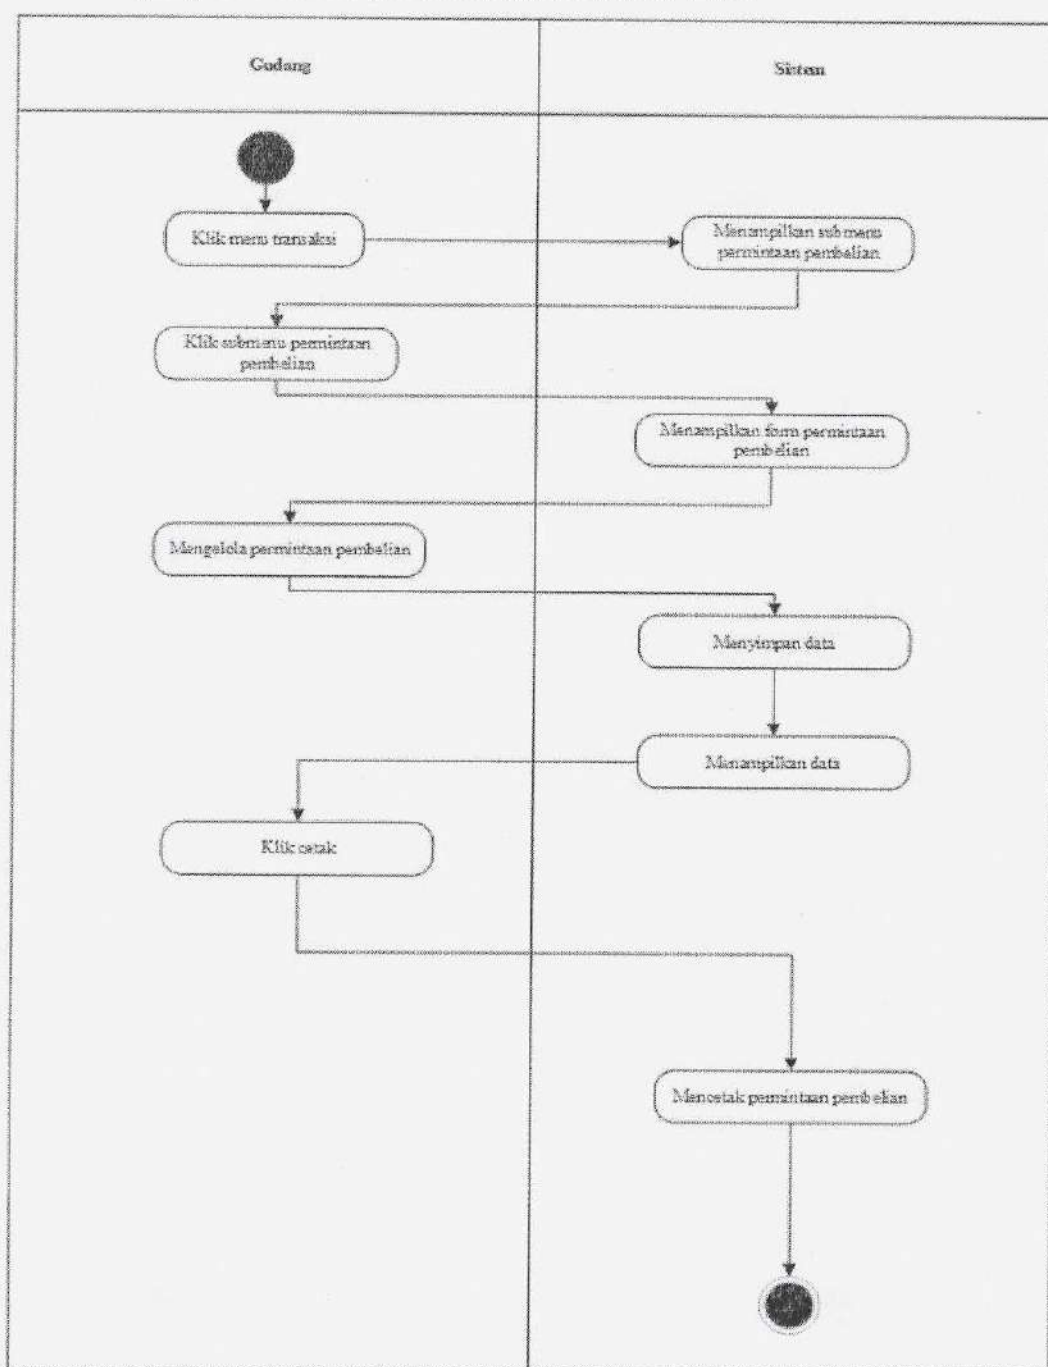 Gudang
Sistem
Klik menu transaksi
Menampilkan submenu
permintaan pembelian
Klik submenu permintaan
pembelian
Menampilkan form permintaan
pembelian
Mengelola permintaan pembelian
Menyimpan data
Menampilkan data
Klik cetak
Mencetak permintaan pembelian